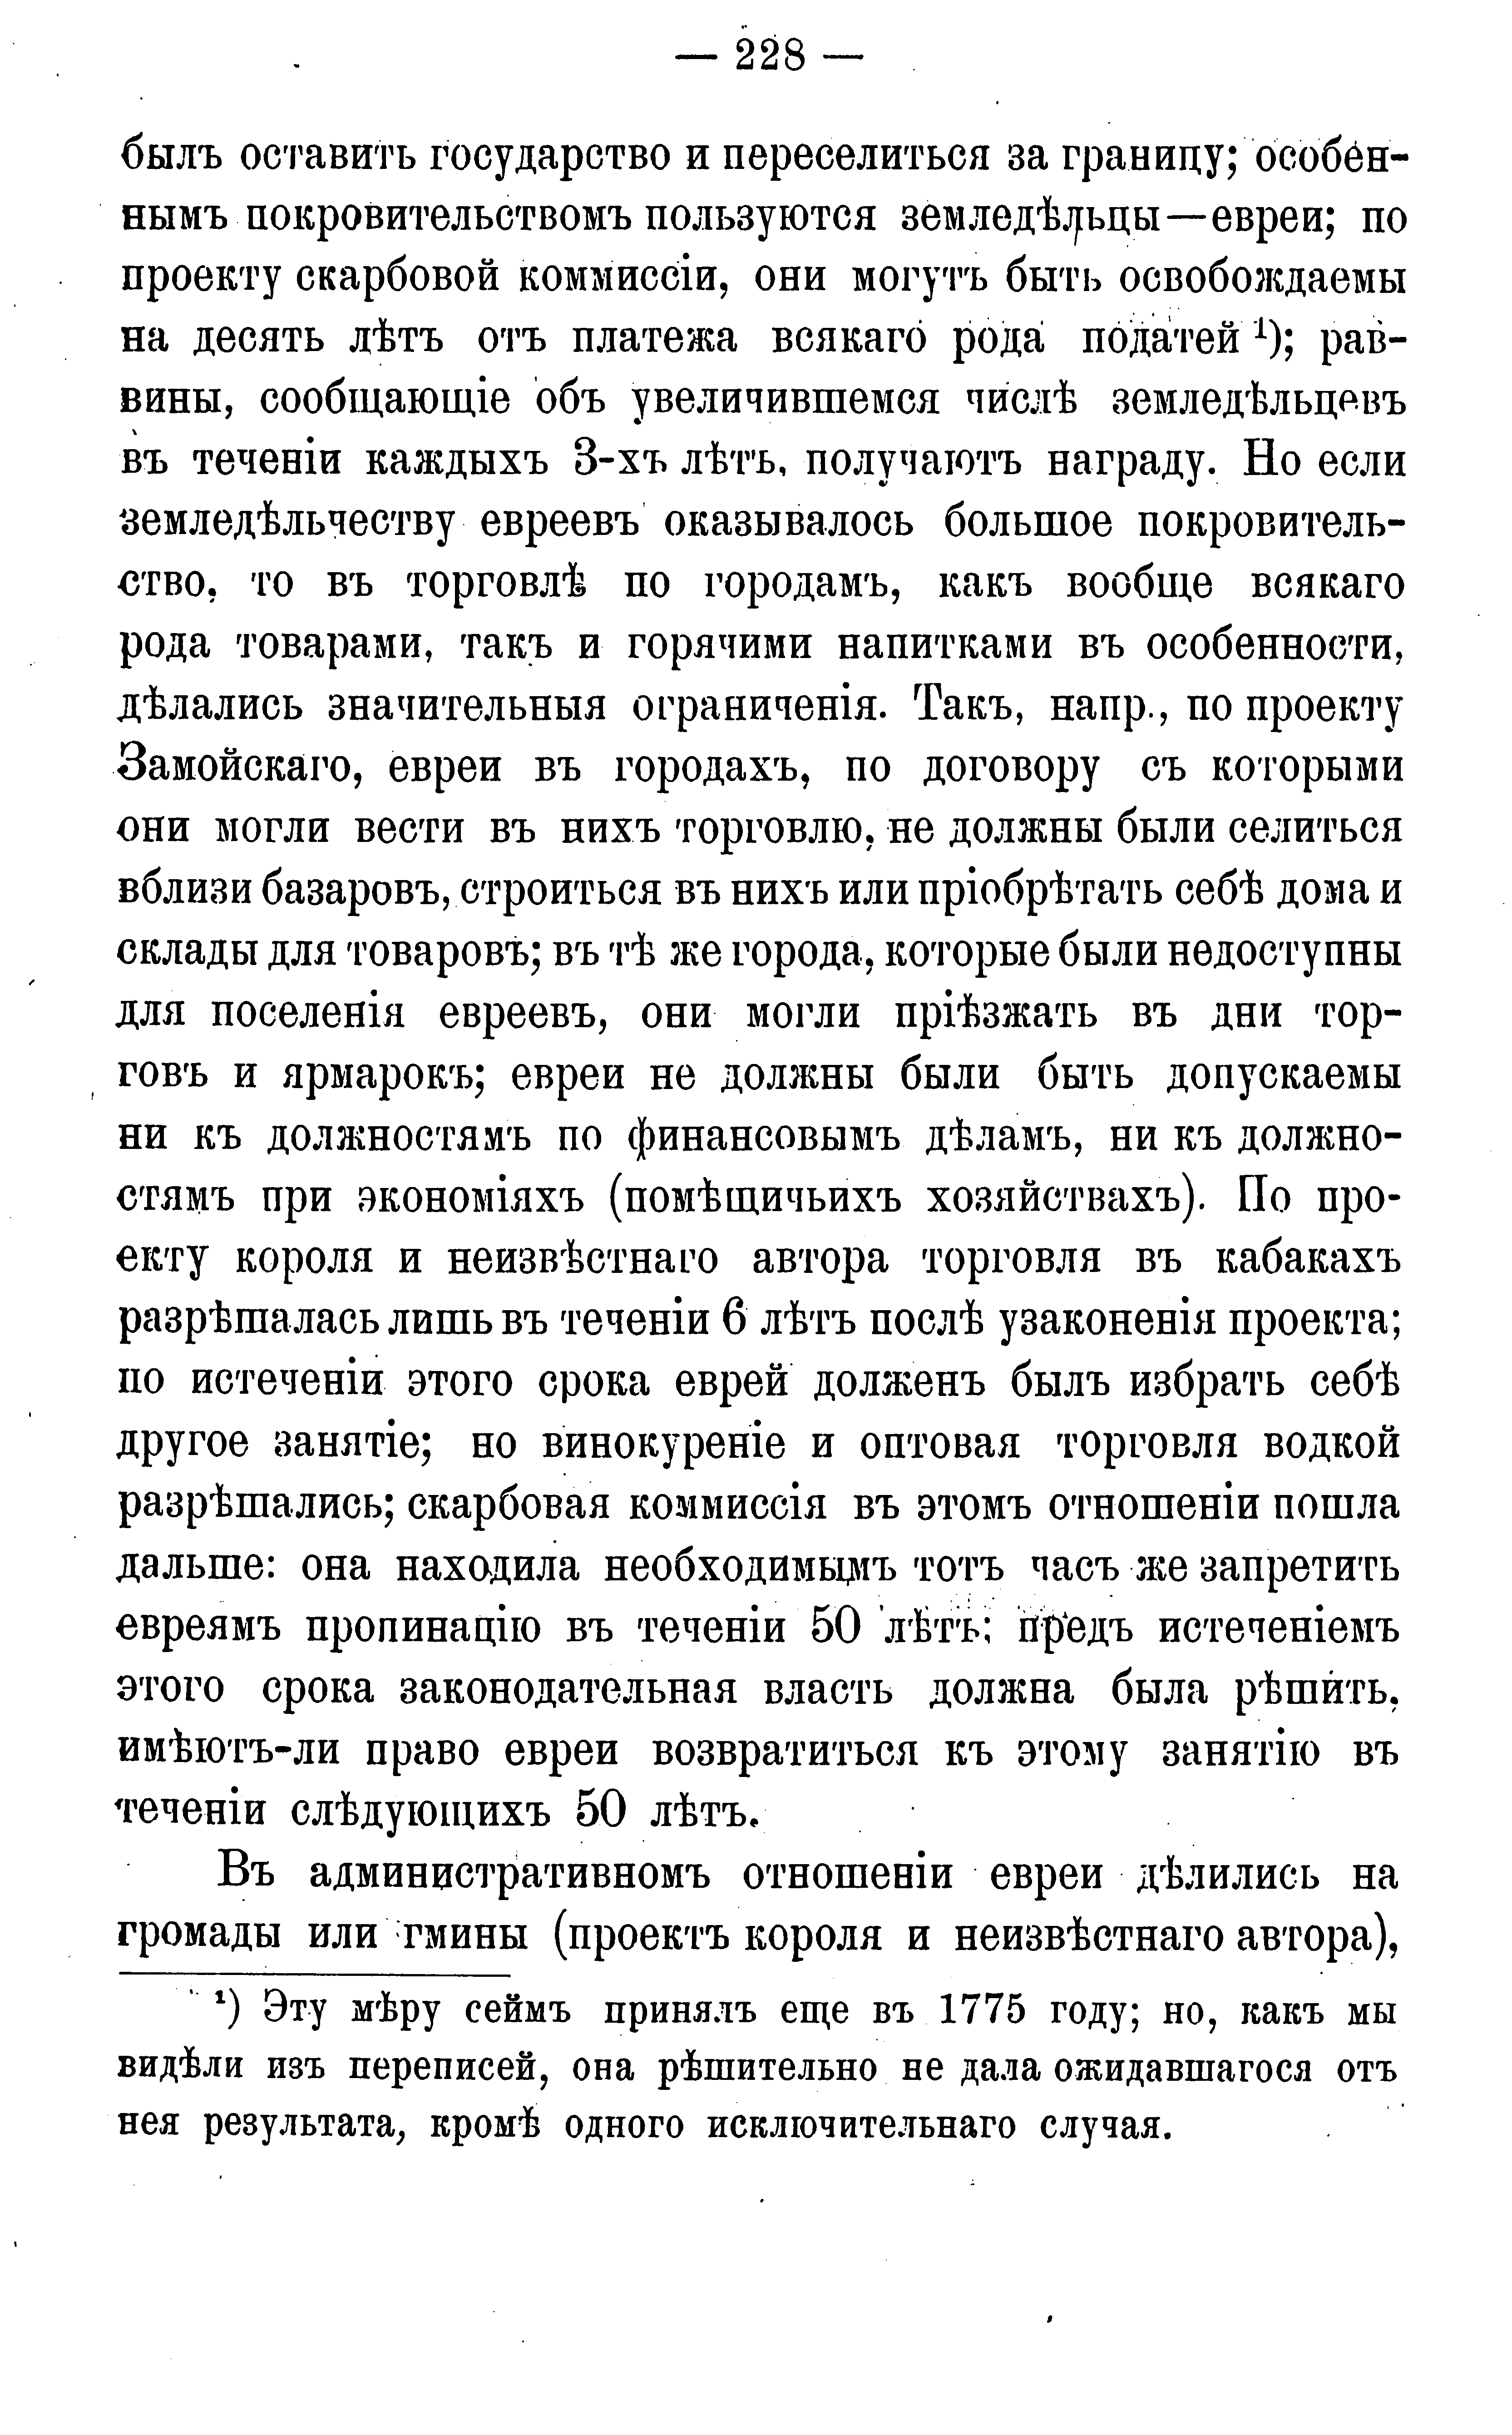 — 228 —
былъ оставить государство и переселиться за границу; особен-
нымъ покровительствомъ пользуются земледѣльцы—евреи; по
проекту скарбовой коммиссіи, они могутъ быть освобождаемы
на десять лѣтъ отъ платежа всякаго рода податей ¹); рав-
вины, сообщающіе объ увеличившемся числѣ земледѣльцевъ
въ теченіи каждыхъ 3-хъ лѣтъ, получаютъ награду. Но если
земледѣльчеству евреевъ оказывалось большое покровитель-
ство, то въ торговлѣ по городамъ, какъ вообще всякаго
рода товарами, такъ и горячими напитками въ особенности,
дѣлались значительныя ограниченія. Такъ, напр., по проекту
Замойскаго, евреи въ городахъ, по договору съ которыми
они могли вести въ нихъ торговлю, не должны были селиться
вблизи базаровъ, строиться въ нихъ или пріобрѣтать себѣ дома и
склады для товаровъ; въ тѣ же города, которые были недоступны
для поселенія евреевъ, они могли пріѣзжать въ дни тор-
говъ и ярмарокъ; евреи не должны были быть допускаемы
ни къ должностямъ по финансовымъ дѣламъ, ни къ должно-
стямъ при экономіяхъ (помѣщичьихъ хозяйствахъ). По про-
екту короля и неизвѣстнаго автора торговля въ кабакахъ
разрѣшалась лишь въ теченіи 6 лѣтъ послѣ узаконенія проекта;
по истеченіи этого срока еврей долженъ былъ избрать себѣ
другое занятіе; но винокуреніе и оптовая торговля водкой
разрѣшались; скарбовая коммиссія въ этомъ отношеніи пошла
дальше: она находила необходимымъ тотъ часъ же запретить
евреямъ пропинацію въ теченіи 50 лѣтъ; предъ истеченіемъ
этого срока законодательная власть должна была рѣшить,
имѣютъ-ли право евреи возвратиться къ этому занятію въ
теченіи слѣдующихъ 50 лѣтъ.
Въ административномъ отношеніи евреи дѣлились на
громады или гмины (проектъ короля и неизвѣстнаго автора),
¹) Эту мѣру сеймъ принялъ еще въ 1775 году; но, какъ мы
видѣли изъ переписей, она рѣшительно не дала ожидавшагося отъ
нея результата, кромѣ одного исключительнаго случая.